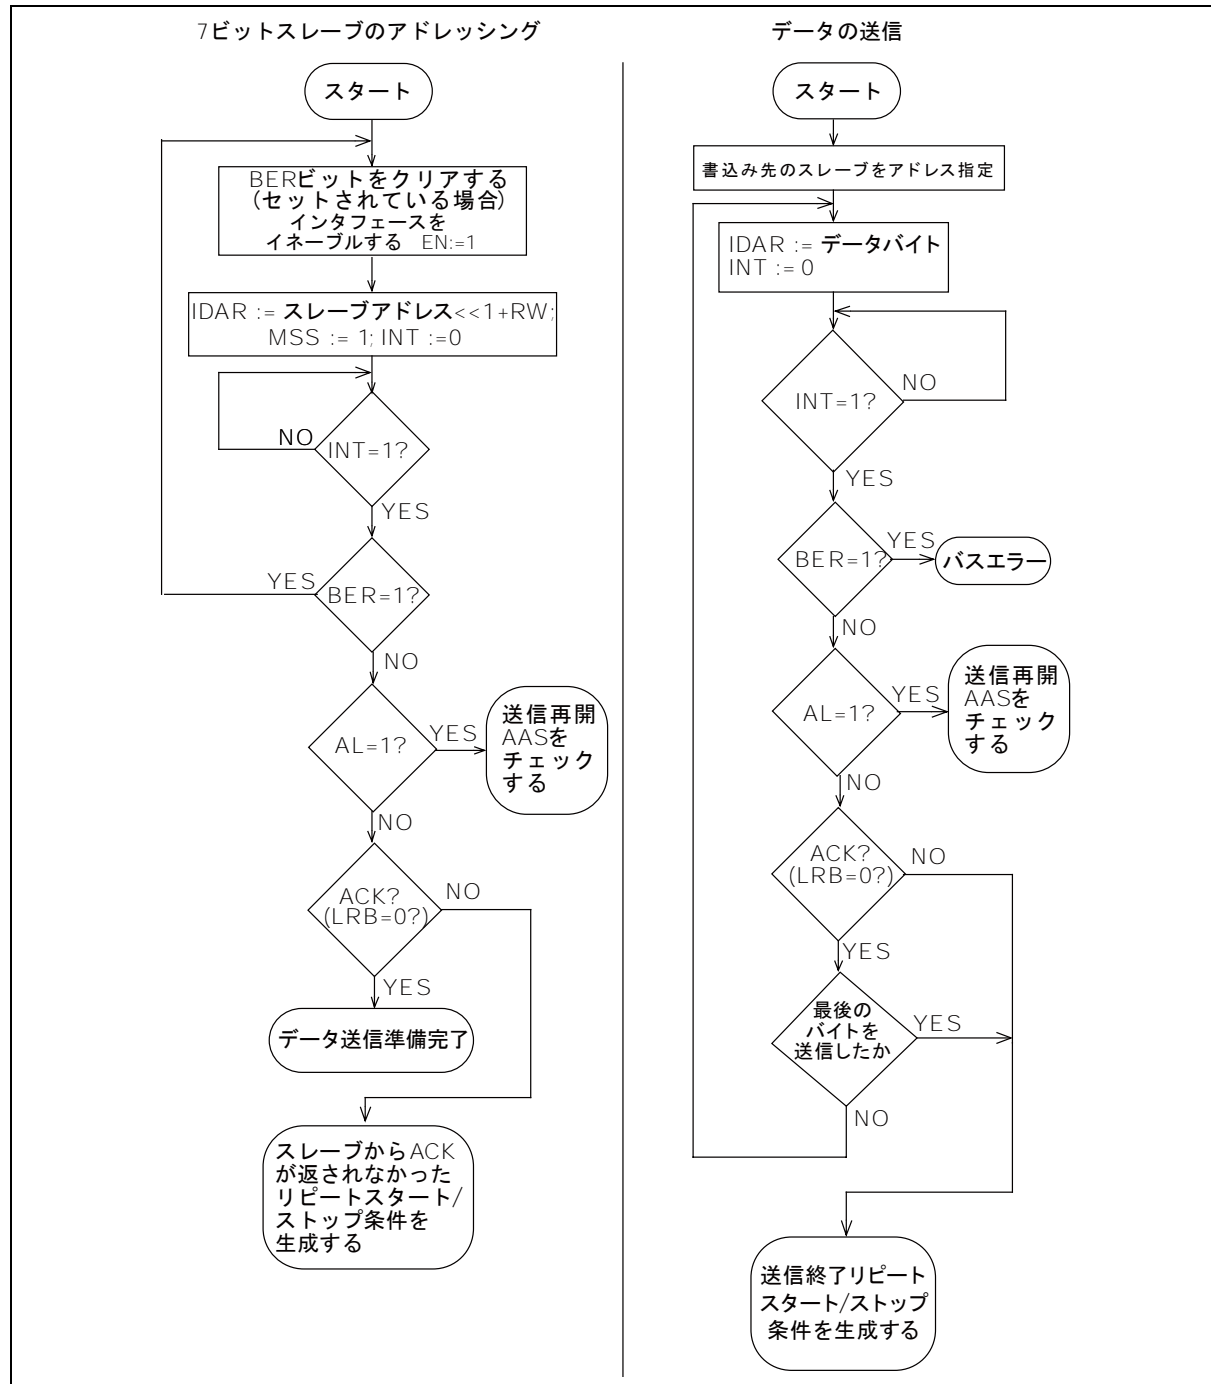 7ビットスレーブのアドレッシング
スタート
BERビットをクリアする
(セットされている場合)
インタフェースを
イネーブルする EN:=1
IDAR := スレーブアドレス<<1+RW;
MSS := 1; INT :=0
NO
INT=1?
YES
YES
BER=1?
NO
AL=1?
YES
送信再開
AASを
チェック
する
NO
ACK?
(LRB=0?)
NO
YES
データ送信準備完了
スレーブからACK
が返されなかった
リピートスタート/
ストップ条件を
生成する
データの送信
スタート
書込み先のスレーブをアドレス指定
IDAR := データバイト
INT := 0
INT=1?
NO
YES
BER=1?
YES
バスエラー
NO
AL=1?
YES
送信再開
AASを
チェック
する
NO
ACK?
(LRB=0?)
NO
YES
最後の
バイトを
送信したか
YES
NO
送信終了リピート
スタート/ストップ
条件を生成する